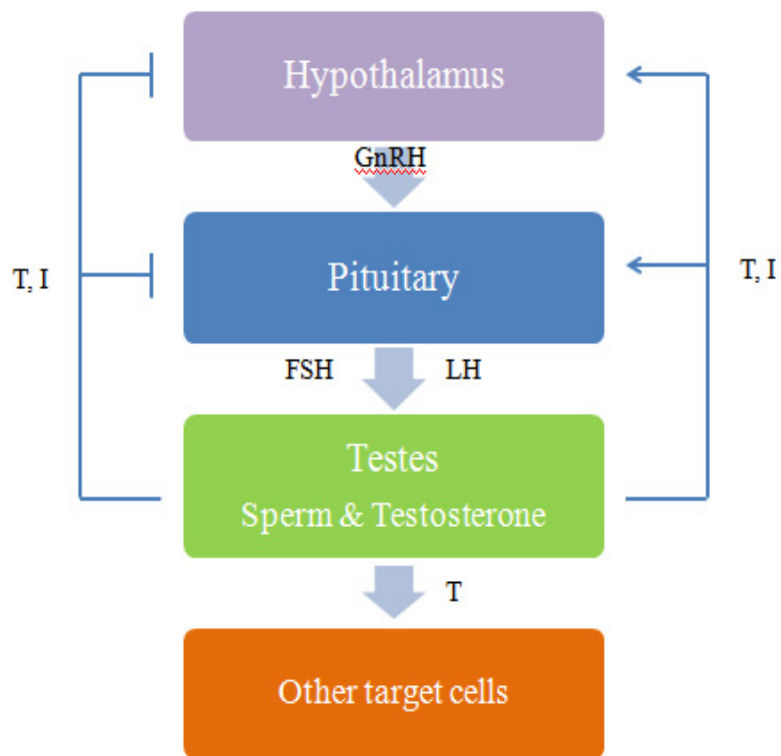 Hypothalamus
GnRH
T, I
Pituitary
T, I
FSH
LH
Testes
Sperm & Testosterone
T
Other target cells